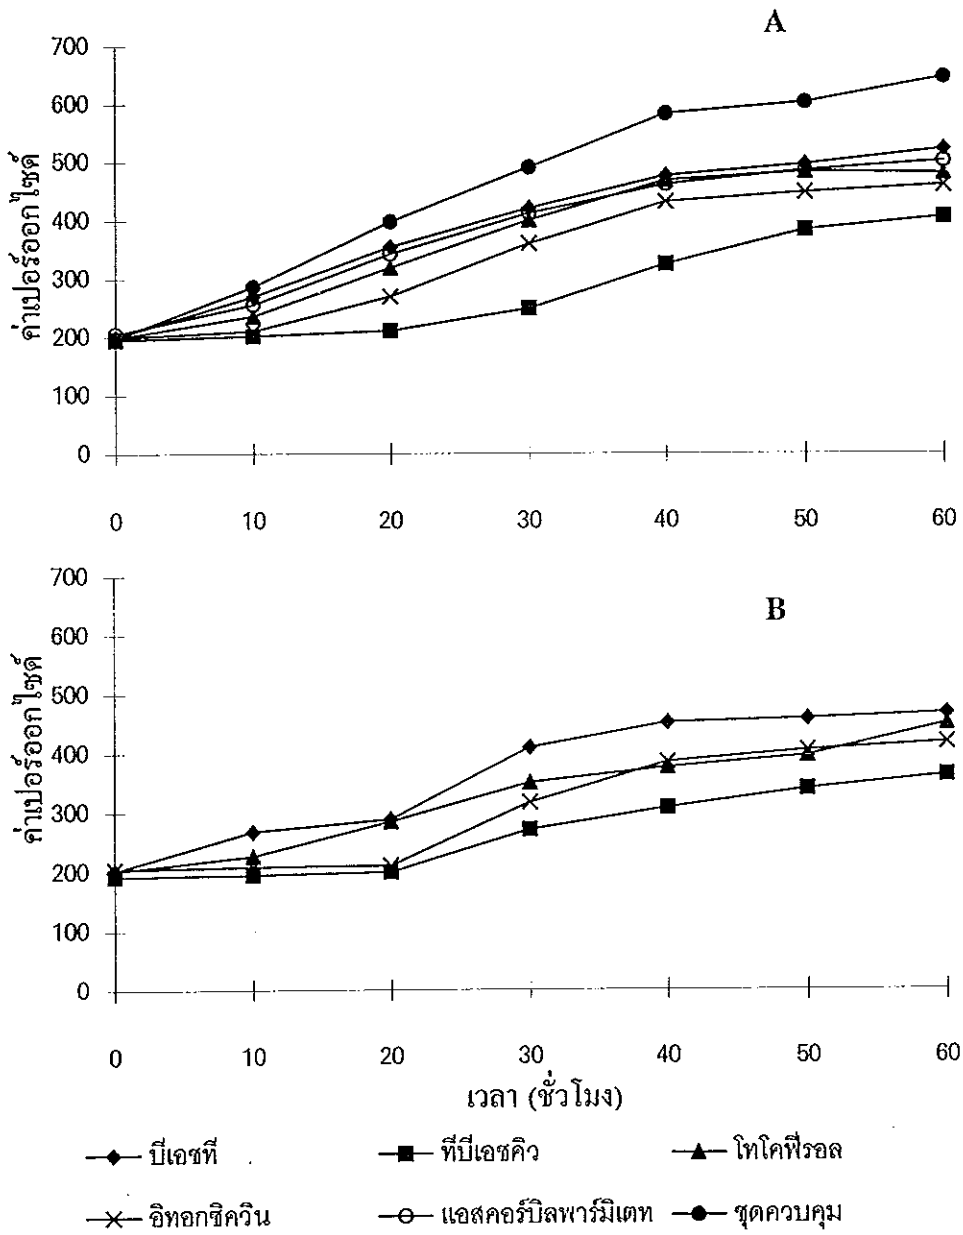 A
700
600
500
400
300
200
100
0
ค่าเปอร์ออกไซด์
0 10 20 30 40 50 60
B
700
600
500
400
300
200
100
0
ค่าเปอร์ออกไซด์
0 10 20 30 40 50 60
เวลา (ชั่วโมง)
บีเอชที ทีบีเอชคิว โทโคฟีรอล
อิทอกซิควิน แอสคอร์บิลพาร์มิเตท ชุดควบคุม